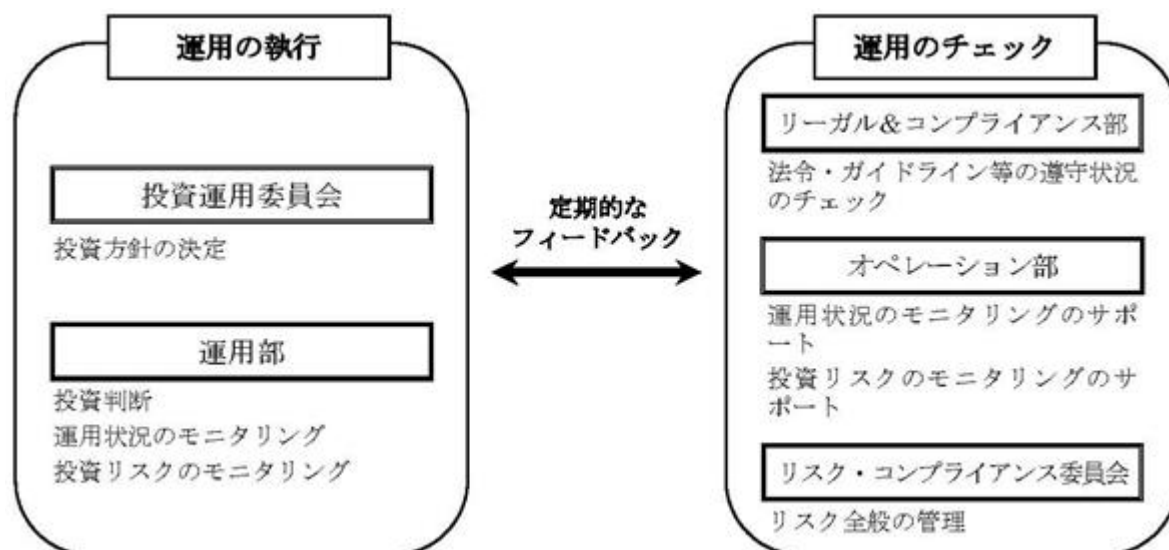 運用の執行
投資運用委員会
投資方針の決定
運用部
投資判断
運用状況のモニタリング
投資リスクのモニタリング
定期的な
フィードバック
運用のチェック
リーガル&コンプライアンス部
法令・ガイドライン等の遵守状況
のチェック
オペレーション部
運用状況のモニタリングのサポ
ート
投資リスクのモニタリングのサ
ポート
リスク・コンプライアンス委員会
リスク全般の管理